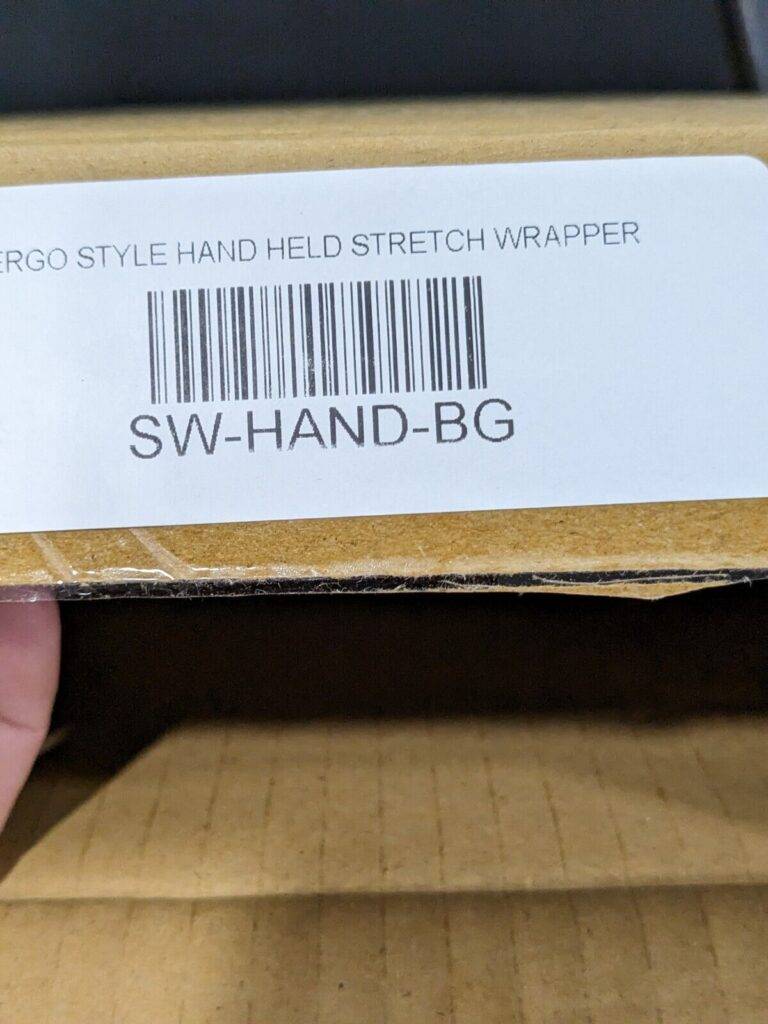 ERGO STYLE HAND HELD STRETCH WRAPPER
SW-HAND-BG